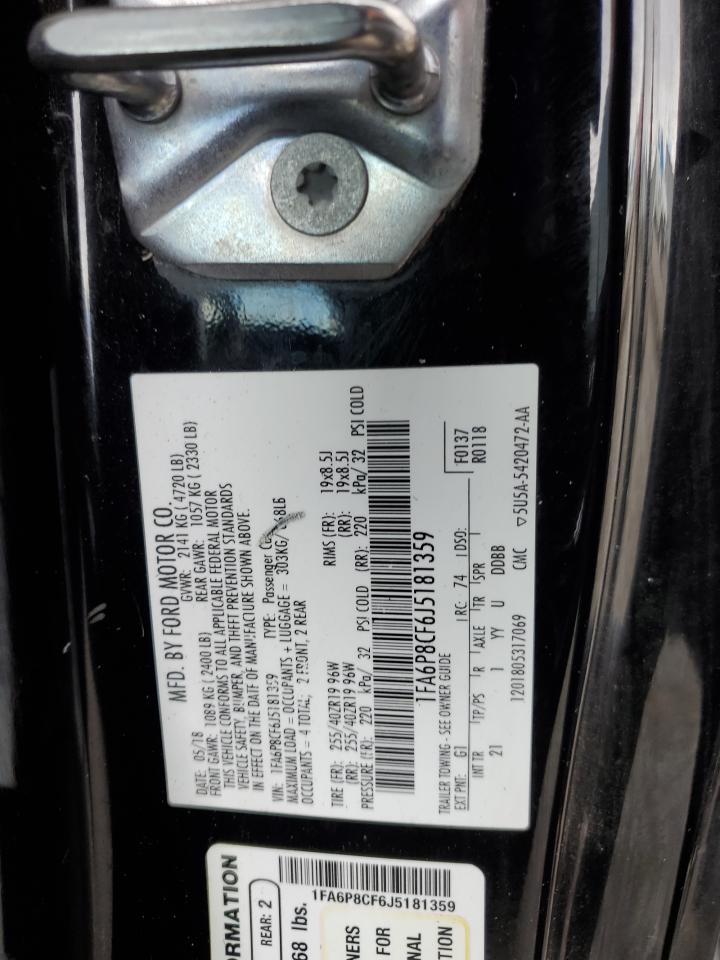 MFD. BY FORD MOTOR CO.
DATE: 05/18 GVWR: 2141 KG ( 4720 LB)
FRONT GAWR: 1089 KG ( 2400 LB) REAR GAWR: 1057 KG ( 2330 LB)
THIS VEHICLE CONFORMS TO ALL APPLICABLE FEDERAL MOTOR
VEHICLE SAFETY, BUMPER, AND THEFT PREVENTION STANDARDS
IN EFFECT ON THE DATE OF MANUFACTURE SHOWN ABOVE.
VIN: 1FA6P8CF6J5181359 TYPE: Passenger
MAXIMUM LOAD = OCCUPANTS + LUGGAGE = 303KG/
OCCUPANTS = 4 TOTAL; 2 FRONT, 2 REAR
TIRE (FR): 255/40ZR19 96W RIMS (FR): 19x8.5J
(RR): 255/40ZR19 96W (RR): 19x8.5J
PRESSURE (FR): 220 kPa/ 32 PSI COLD (RR): 220 kPa/ 32 PSI COLD
1FA6P8CF6J5181359
TRAILER TOWING - SEE OWNER GUIDE F0137
EXT PNT: G1 RC: 74 DSO: R0118
INT TR TP/PS R AXLE TR SPR
21 1 YY U DDBB
1201805317069 CMC ▽5U5A-5420472-AA
ORMATION
REAR: 2
1FA6P8CF6J5181359
68 lbs.
NERS
FOR
NAL
TION